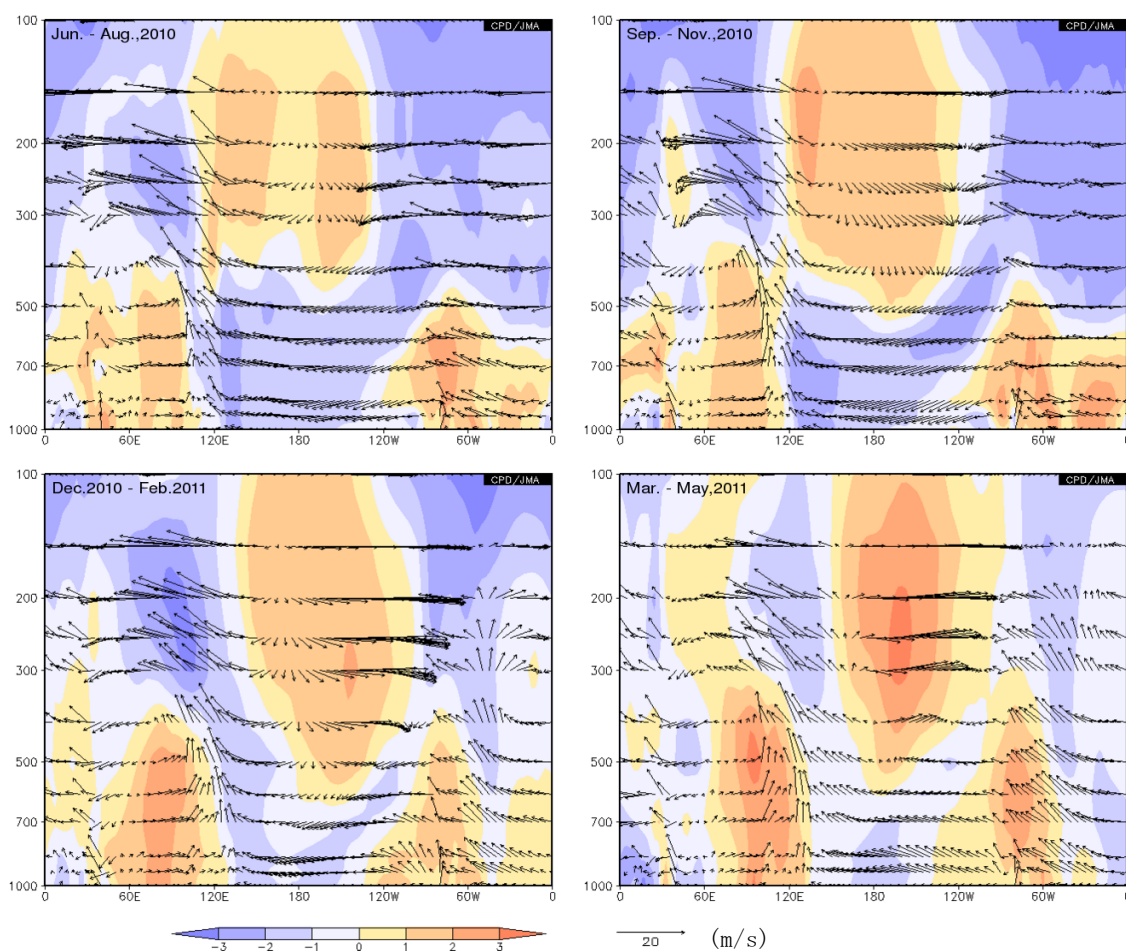 Jun. - Aug.,2010
CPD/JMA
100
200
300
500
700
1000
60E 120E 180 120W 60W 0
Sep. - Nov.,2010
CPD/JMA
100
200
300
500
700
1000
0 60E 120E 180 120W 60W
Dec,2010 - Feb.2011
CPD/JMA
100
200
300
500
700
1000
0 60E 120E 180 120W 60W 0
Mar. - May,2011
CPD/JMA
100
200
300
500
700
1000
0 60E 120E 180 120W 60W
-3 -2 -1 0 1 2 3
20 (m/s)